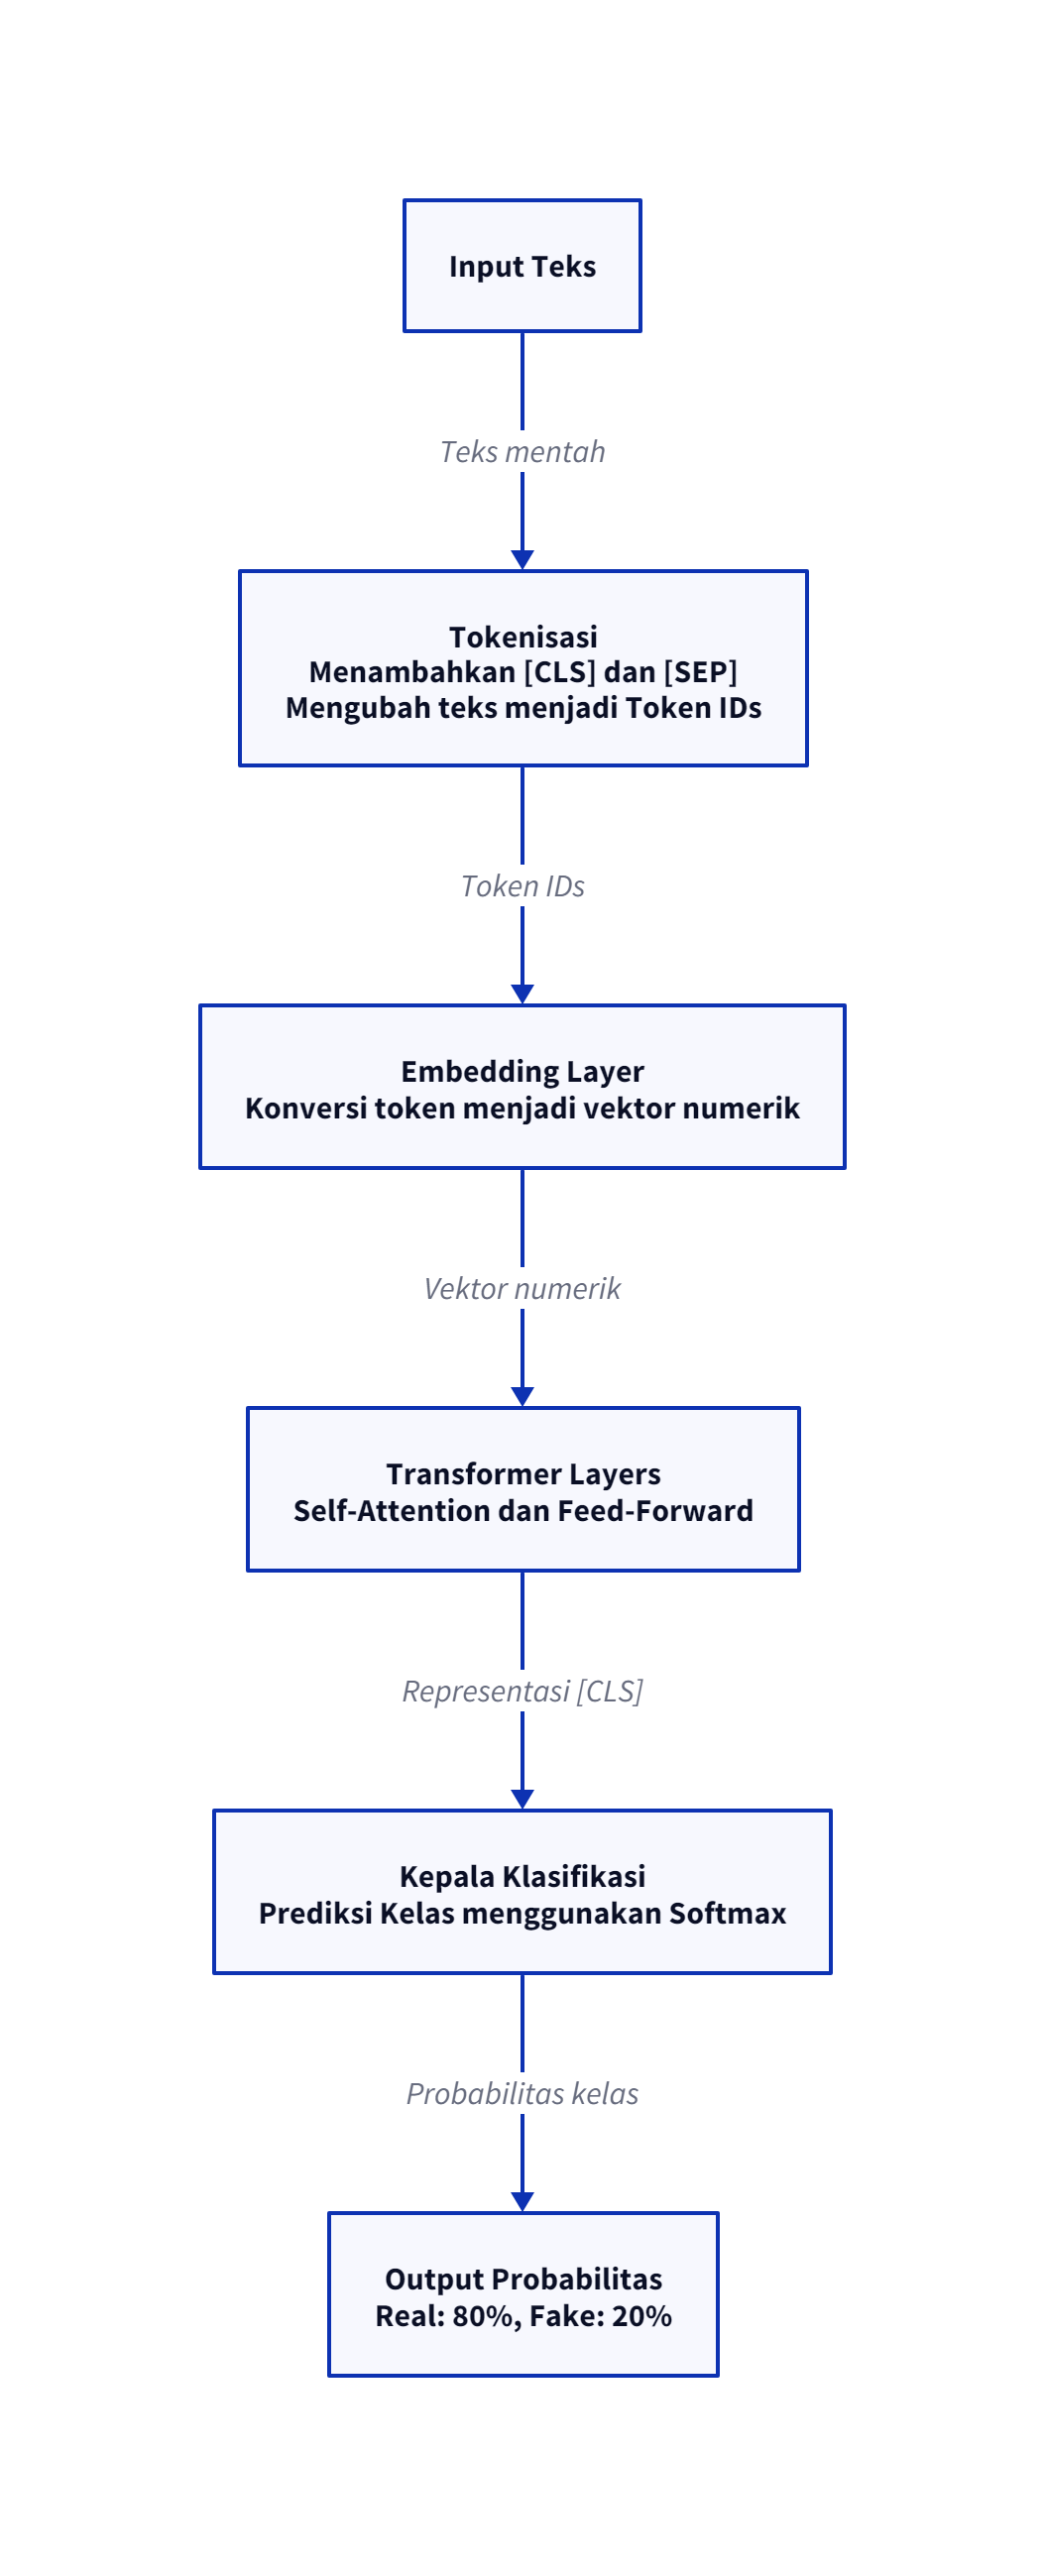 Input Teks
Teks mentah
Tokenisasi
Menambahkan [CLS] dan [SEP]
Mengubah teks menjadi Token IDs
Token IDs
Embedding Layer
Konversi token menjadi vektor numerik
Vektor numerik
Transformer Layers
Self-Attention dan Feed-Forward
Representasi [CLS]
Kepala Klasifikasi
Prediksi Kelas menggunakan Softmax
Probabilitas kelas
Output Probabilitas
Real: 80%, Fake: 20%